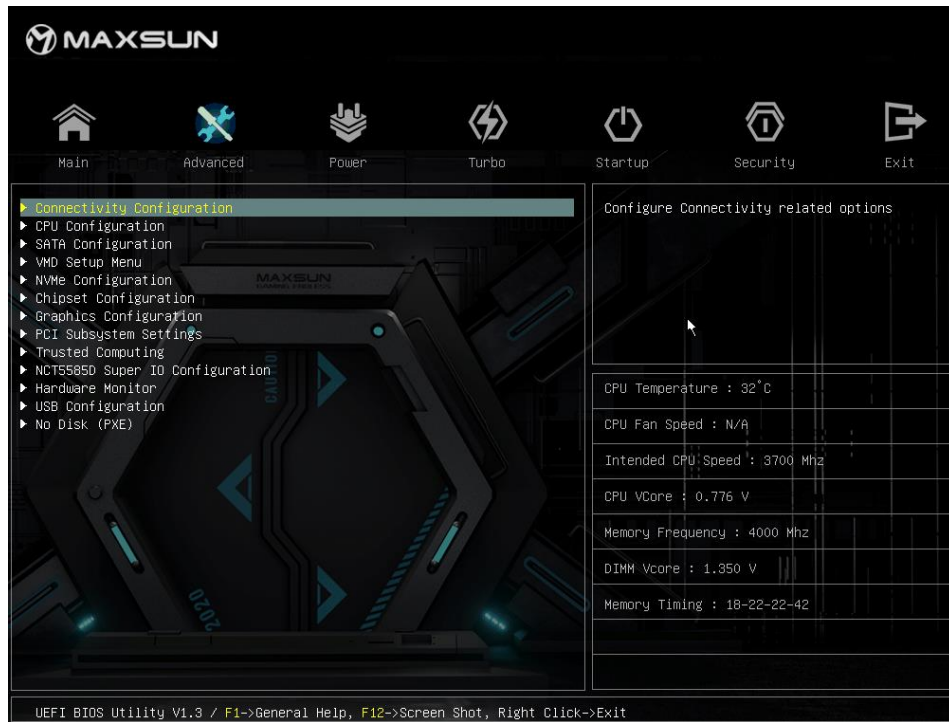 MAXSUN
Main Advanced Power Turbo Startup Security Exit
Connectivity Configuration
CPU Configuration
SATA Configuration
VMD Setup Menu
NVMe Configuration
Chipset Configuration
Graphics Configuration
PCI Subsystem Settings
Trusted Computing
NCT5585D Super IO Configuration
Hardware Monitor
USB Configuration
No Disk (PXE)
MAXSUN
CAUTION
2020
Configure Connectivity related options
CPU Temperature : 32°C
CPU Fan Speed : N/A
Intended CPU Speed : 3700 Mhz
CPU VCore : 0.776 V
Memory Frequency : 4000 Mhz
DIMM Vcore : 1.350 V
Memory Timing : 18-22-22-42
UEFI BIOS Utility V1.3 / F1->General Help, F12->Screen Shot, Right Click->Exit